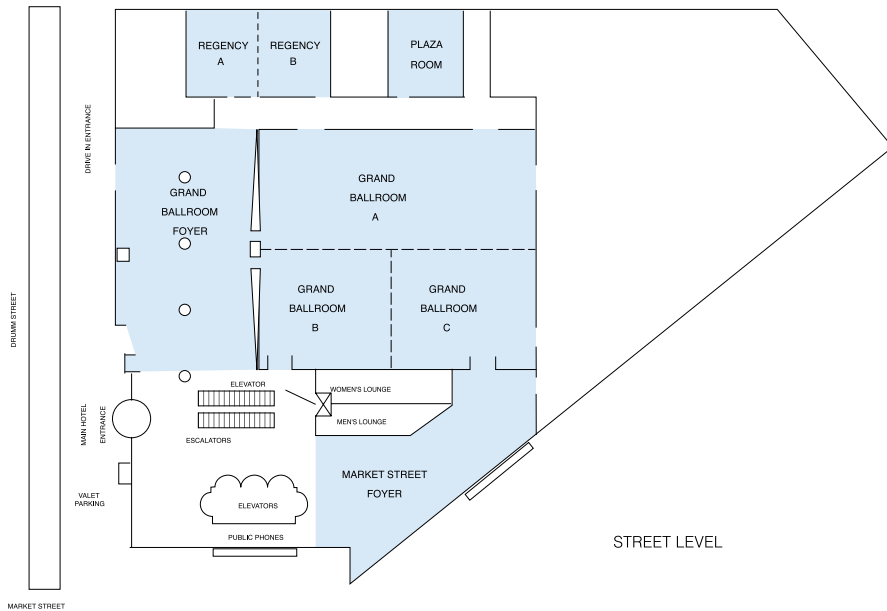 REGENCY
A
REGENCY
B
PLAZA
ROOM
DRIVE IN ENTRANCE
GRAND
BALLROOM
FOYER
GRAND
BALLROOM
A
GRAND
BALLROOM
B
GRAND
BALLROOM
C
DRUMM STREET
ELEVATOR
WOMEN'S LOUNGE
MEN'S LOUNGE
MAIN HOTEL
ENTRANCE
ESCALATORS
MARKET STREET
FOYER
VALET
PARKING
ELEVATORS
PUBLIC PHONES
STREET LEVEL
MARKET STREET